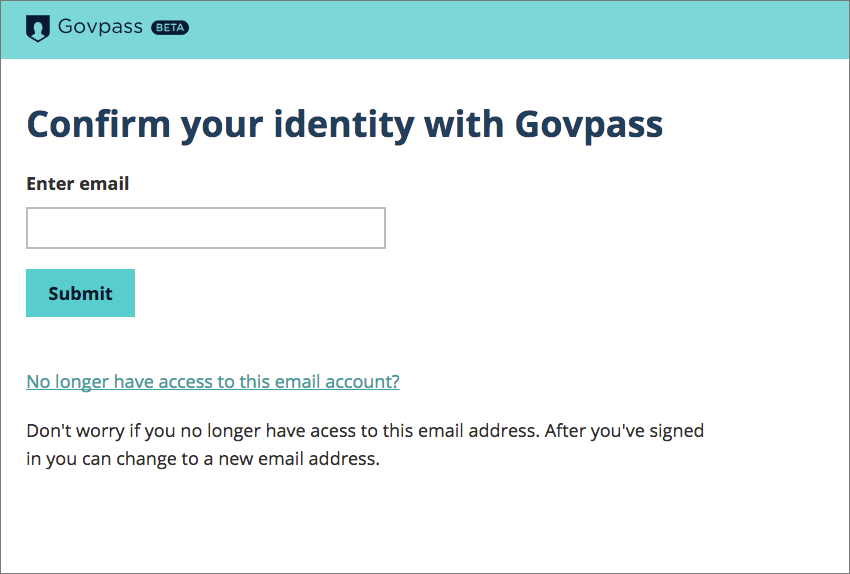 Govpass BETA
Confirm your identity with Govpass
Enter email
Submit
No longer have access to this email account?
Don't worry if you no longer have acess to this email address. After you've signed
in you can change to a new email address.